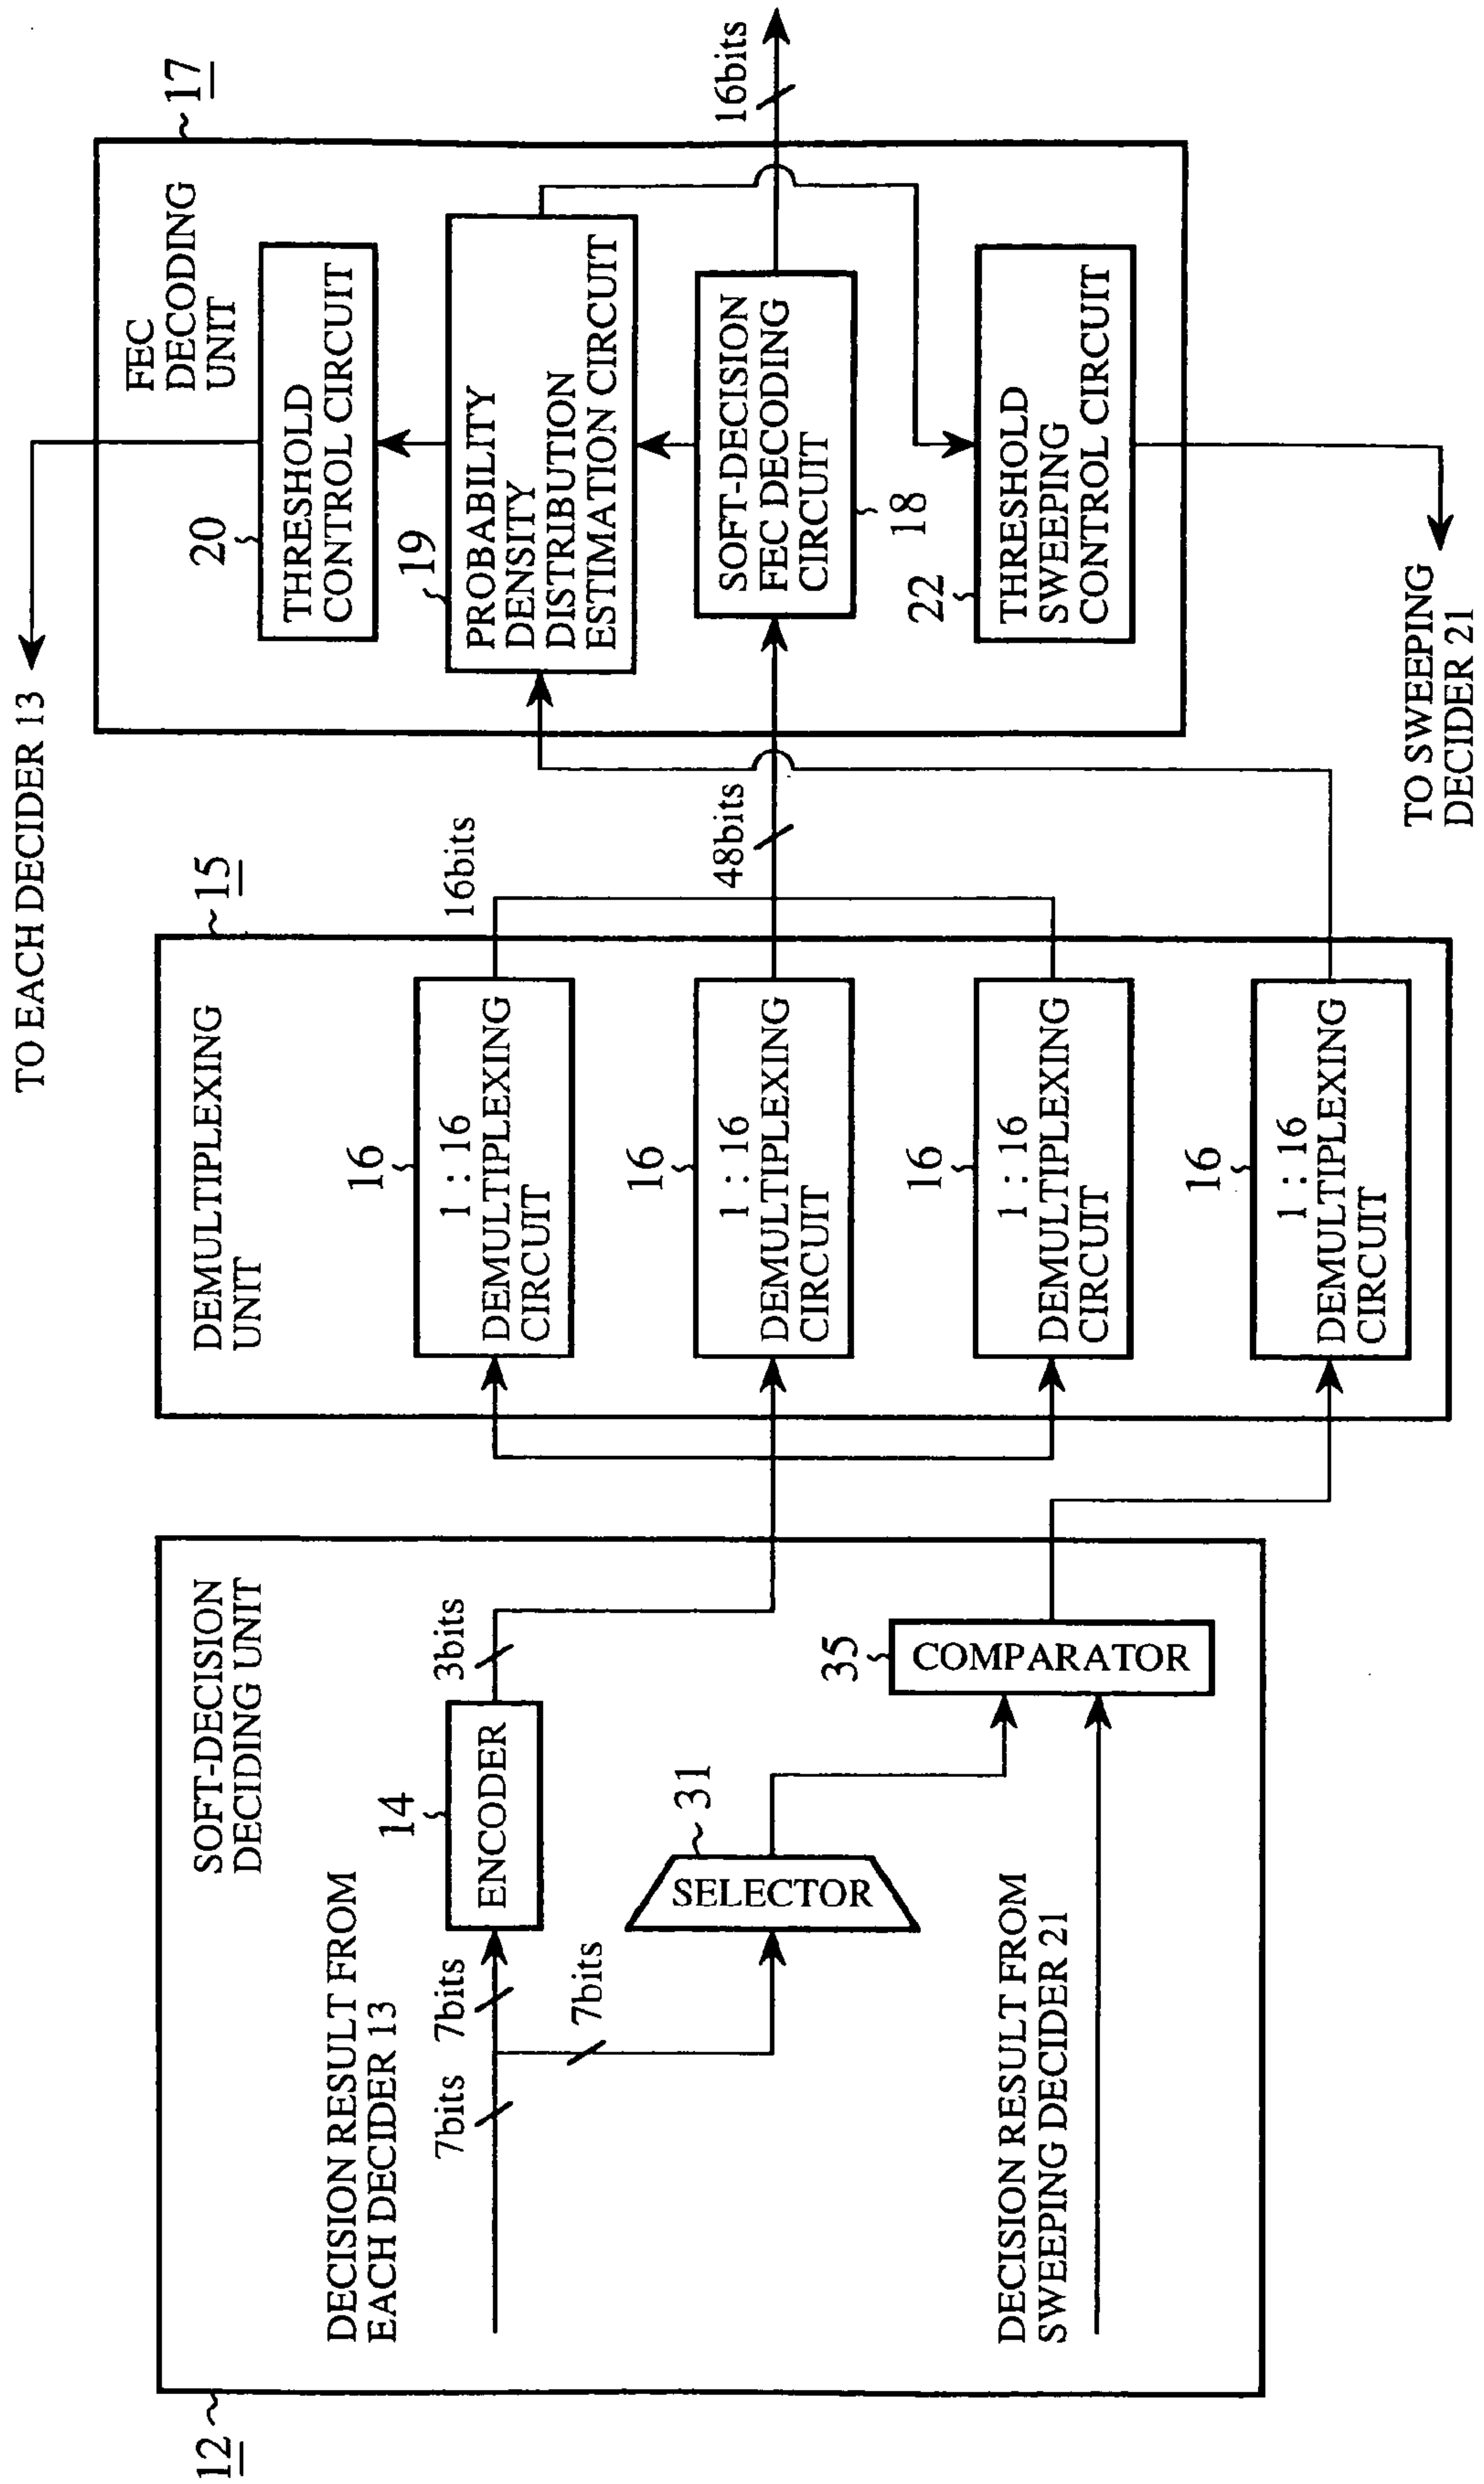 12
SOFT-DECISION
DECIDING UNIT
DECISION RESULT FROM
EACH DECIDER 13
7bits
7bits
7bits
14
ENCODER
3bits
31
SELECTOR
35
COMPARATOR
DECISION RESULT FROM
SWEEPING DECIDER 21
15
DEMULTIPLEXING
UNIT
16
1 : 16
DEMULTIPLEXING
CIRCUIT
16
1 : 16
DEMULTIPLEXING
CIRCUIT
16
1 : 16
DEMULTIPLEXING
CIRCUIT
16
1 : 16
DEMULTIPLEXING
CIRCUIT
16bits
48bits
TO EACH DECIDER 13
17
FEC
DECODING
UNIT
20
THRESHOLD
CONTROL CIRCUIT
19
PROBABILITY
DENSITY
DISTRIBUTION
ESTIMATION CIRCUIT
SOFT-DECISION
FEC DECODING
CIRCUIT
18
22
THRESHOLD
SWEEPING
CONTROL CIRCUIT
16bits
TO SWEEPING
DECIDER 21